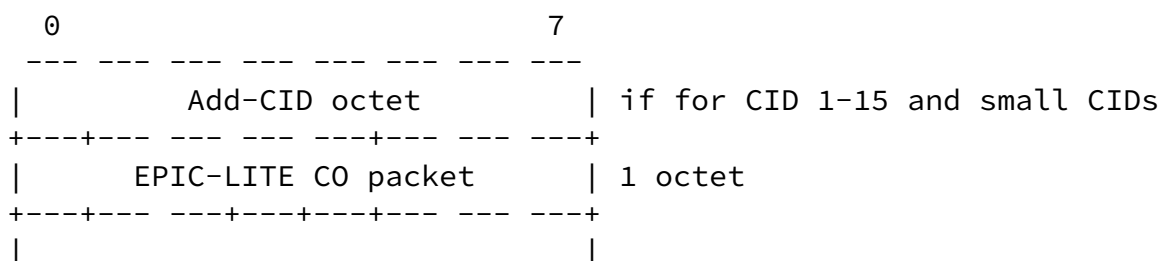 0                           7
 --- --- --- --- --- --- --- ---
|         Add-CID octet         | if for CID 1-15 and small CIDs
+---+--- --- --- ---+--- --- ---+
|      EPIC-LITE CO packet      | 1 octet
+---+--- ---+---+---+--- --- ---+
|                               |